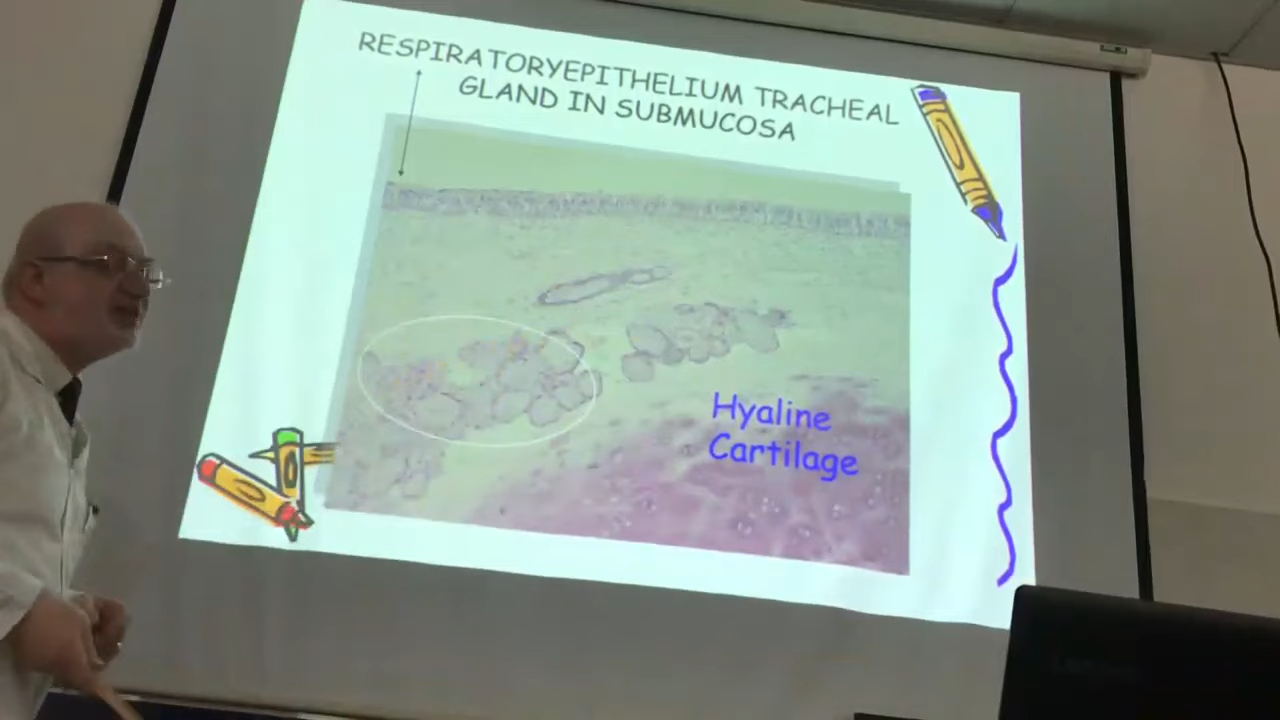 RESPIRATORYEPITHELIUM TRACHEAL
GLAND IN SUBMUCOSA
Hyaline
Cartilage